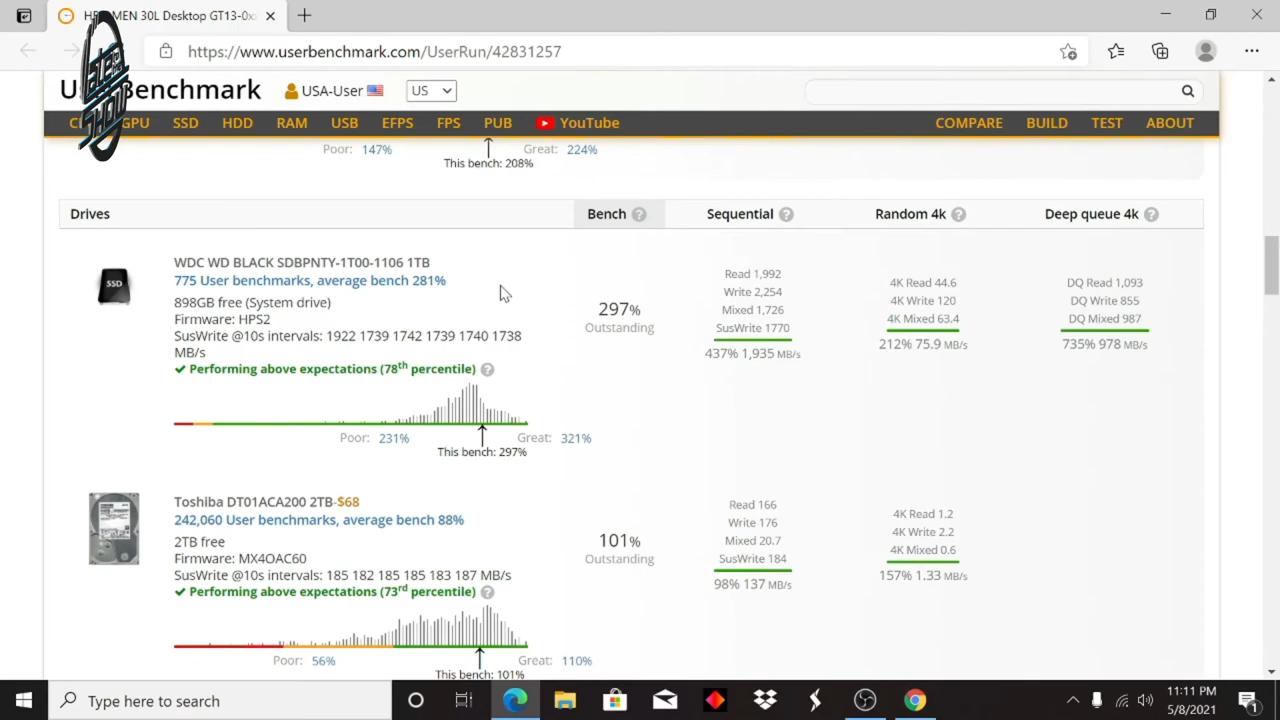 HP OMEN 30L Desktop GT13-0x
https://www.userbenchmark.com/UserRun/42831257
LATE
THE
SHOW
UserBenchmark
USA-User
US
CPU GPU SSD HDD RAM USB EFPS FPS PUB YouTube COMPARE BUILD TEST ABOUT
Poor: 147% Great: 224%
This bench: 208%
Drives Bench ? Sequential ? Random 4k ? Deep queue 4k ?
SSD
WDC WD BLACK SDBPNTY-1T00-1106 1TB
775 User benchmarks, average bench 281%
898GB free (System drive)
Firmware: HPS2
SusWrite @10s intervals: 1922 1739 1742 1739 1740 1738
MB/s
Performing above expectations (78th percentile) ?
Poor: 231% Great: 321%
This bench: 297%
297%
Outstanding
Read 1,992
Write 2,254
Mixed 1,726
SusWrite 1770
437% 1,935 MB/s
4K Read 44.6
4K Write 120
4K Mixed 63.4
212% 75.9 MB/s
DQ Read 1,093
DQ Write 855
DQ Mixed 987
735% 978 MB/s
Toshiba DT01ACA200 2TB-$68
242,060 User benchmarks, average bench 88%
2TB free
Firmware: MX4OAC60
SusWrite @10s intervals: 185 182 185 185 183 187 MB/s
Performing above expectations (73rd percentile) ?
Poor: 56% Great: 110%
This bench: 101%
101%
Outstanding
Read 166
Write 176
Mixed 20.7
SusWrite 184
98% 137 MB/s
4K Read 1.2
4K Write 2.2
4K Mixed 0.6
157% 1.33 MB/s
Type here to search
11:11 PM
5/8/2021
1